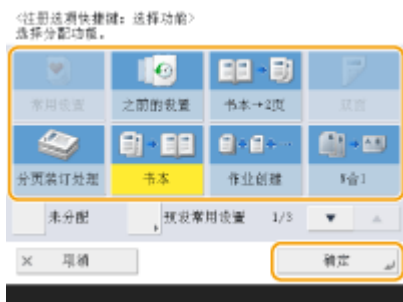 <注册选项快捷键: 选择功能>
选择分配功能。
常用设置 之前的设置 书本→2页 双面
分页装订处理 书本 作业创建 N合1
未分配 预设常用设置 1/3
取消 确定